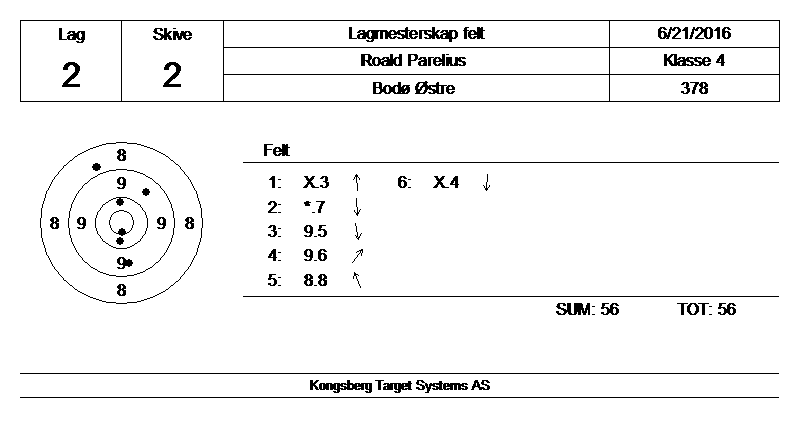 Lag Skive Lagmesterskap felt 6/21/2016
2 2 Roald Parelius Klasse 4
Bodø Østre 378
8
9
8 9 9 8
9
8
Felt
1: X.3 ↑ 6: X.4 ↓
2: *.7 ↓
3: 9.5 ↓
4: 9.6 ↗
5: 8.8 ↖
SUM: 56 TOT: 56
Kongsberg Target Systems AS